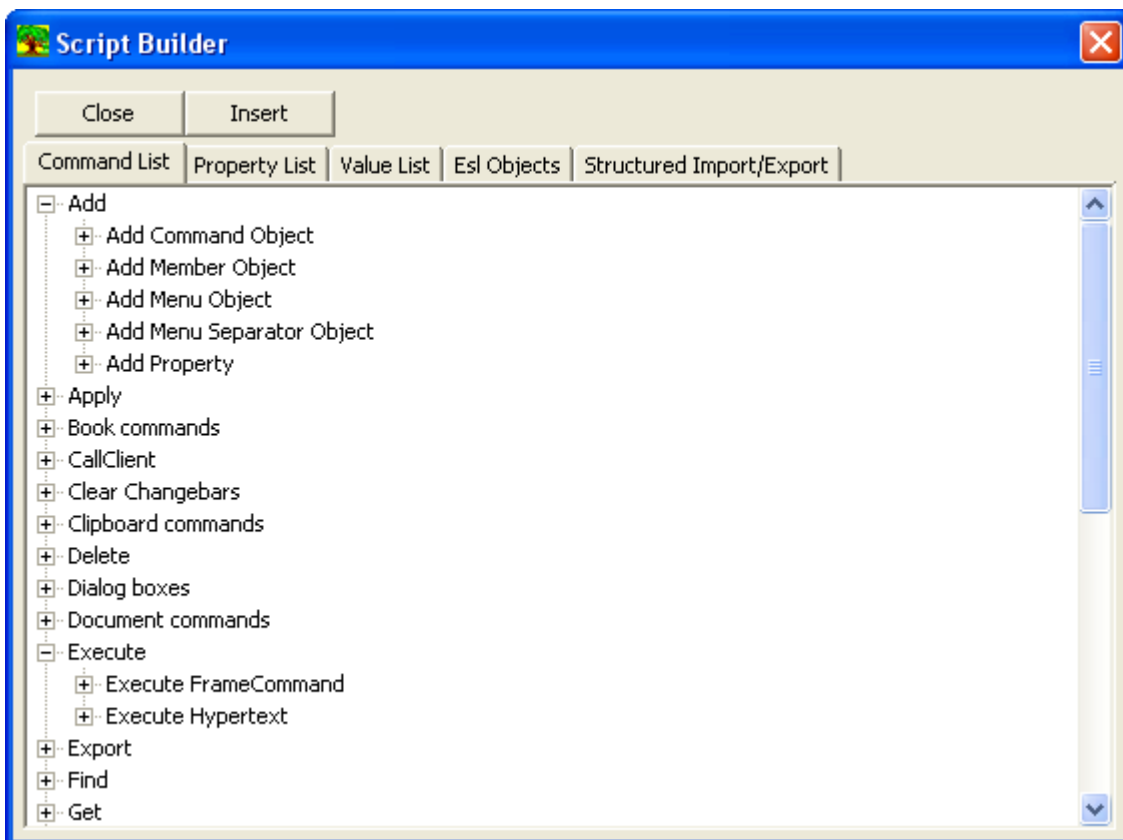 Script Builder
Close Insert
Command List Property List Value List Esl Objects Structured Import/Export
Add
Add Command Object
Add Member Object
Add Menu Object
Add Menu Separator Object
Add Property
Apply
Book commands
CallClient
Clear Changebars
Clipboard commands
Delete
Dialog boxes
Document commands
Execute
Execute FrameCommand
Execute Hypertext
Export
Find
Get